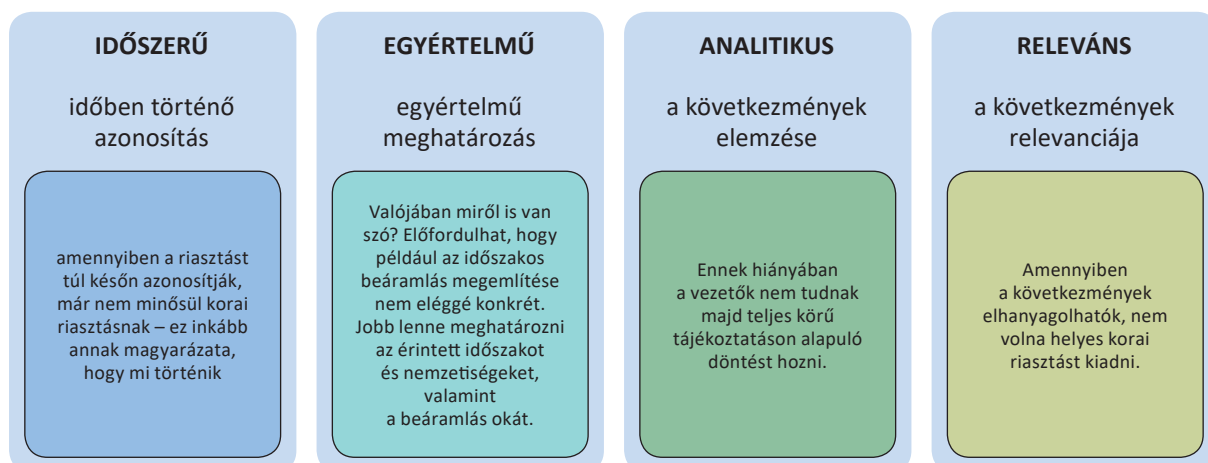 IDŐSZERŰ
időben történő
azonosítás
amennyiben a riasztást
túl későn azonosítják,
már nem minősül korai
riasztásnak – ez inkább
annak magyarázata,
hogy mi történik
EGYÉRTELMŰ
egyértelmű
meghatározás
Valójában miről is van
szó? Előfordulhat, hogy
például az időszakos
beáramlás megemlítése
nem eléggé konkrét.
Jobb lenne meghatározni
az érintett időszakot
és nemzetiségeket,
valamint
a beáramlás okát.
ANALITIKUS
a következmények
elemzése
Ennek hiányában
a vezetők nem tudnak
majd teljes körű
tájékoztatáson alapuló
döntést hozni.
RELEVÁNS
a következmények
relevanciája
Amennyiben
a következmények
elhanyagolhatók, nem
volna helyes korai
riasztást kiadni.